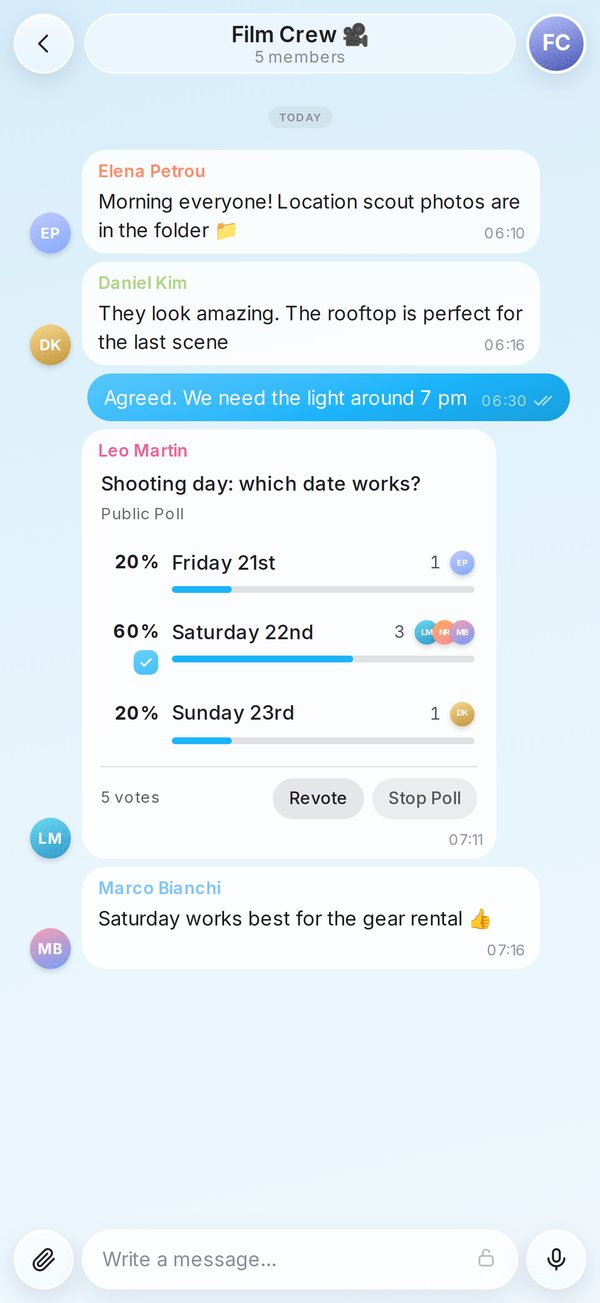 Film Crew 🎥
5 members
FC
TODAY
Elena Petrou
Morning everyone! Location scout photos are
in the folder 📁
06:10
EP
Daniel Kim
They look amazing. The rooftop is perfect for
the last scene
06:16
DK
Agreed. We need the light around 7 pm 06:30
Leo Martin
Shooting day: which date works?
Public Poll
20% Friday 21st 1 EP
60% Saturday 22nd 3 LM NR MB
20% Sunday 23rd 1 DK
5 votes Revote Stop Poll
07:11
LM
Marco Bianchi
Saturday works best for the gear rental 👍
07:16
MB
Write a message...